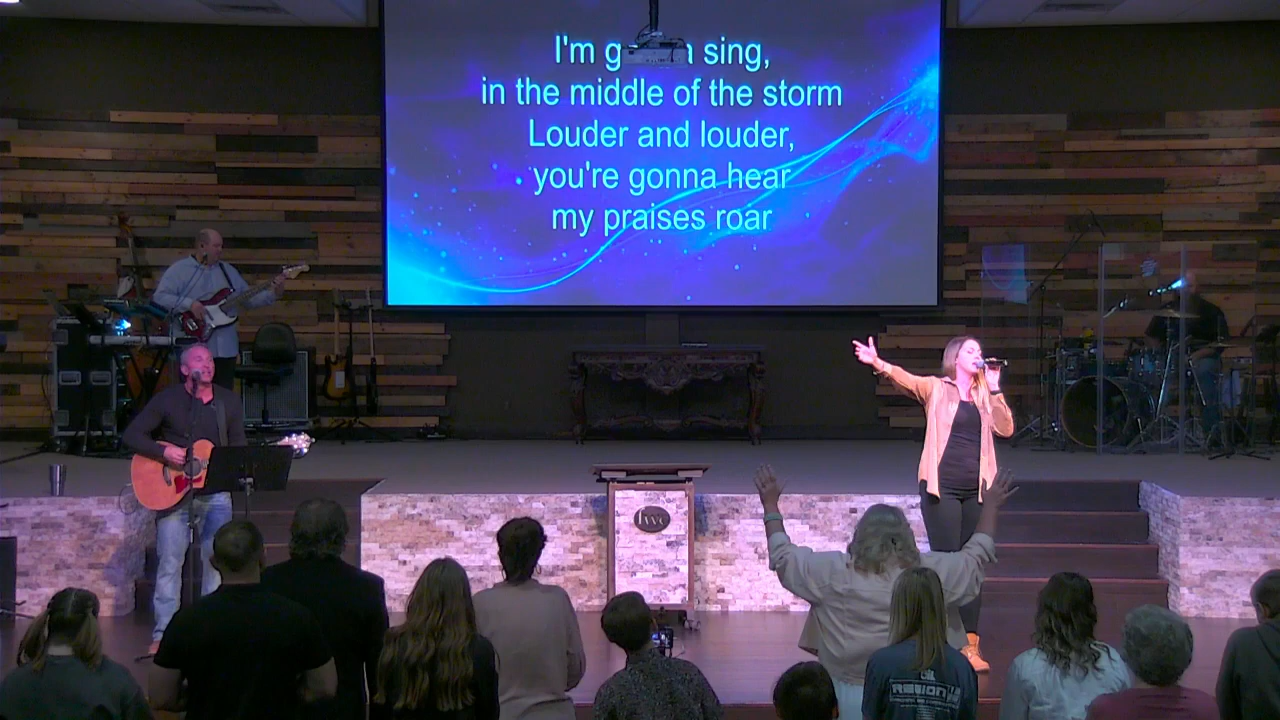 I'm g a sing,
in the middle of the storm
Louder and louder,
you're gonna hear
my praises roar